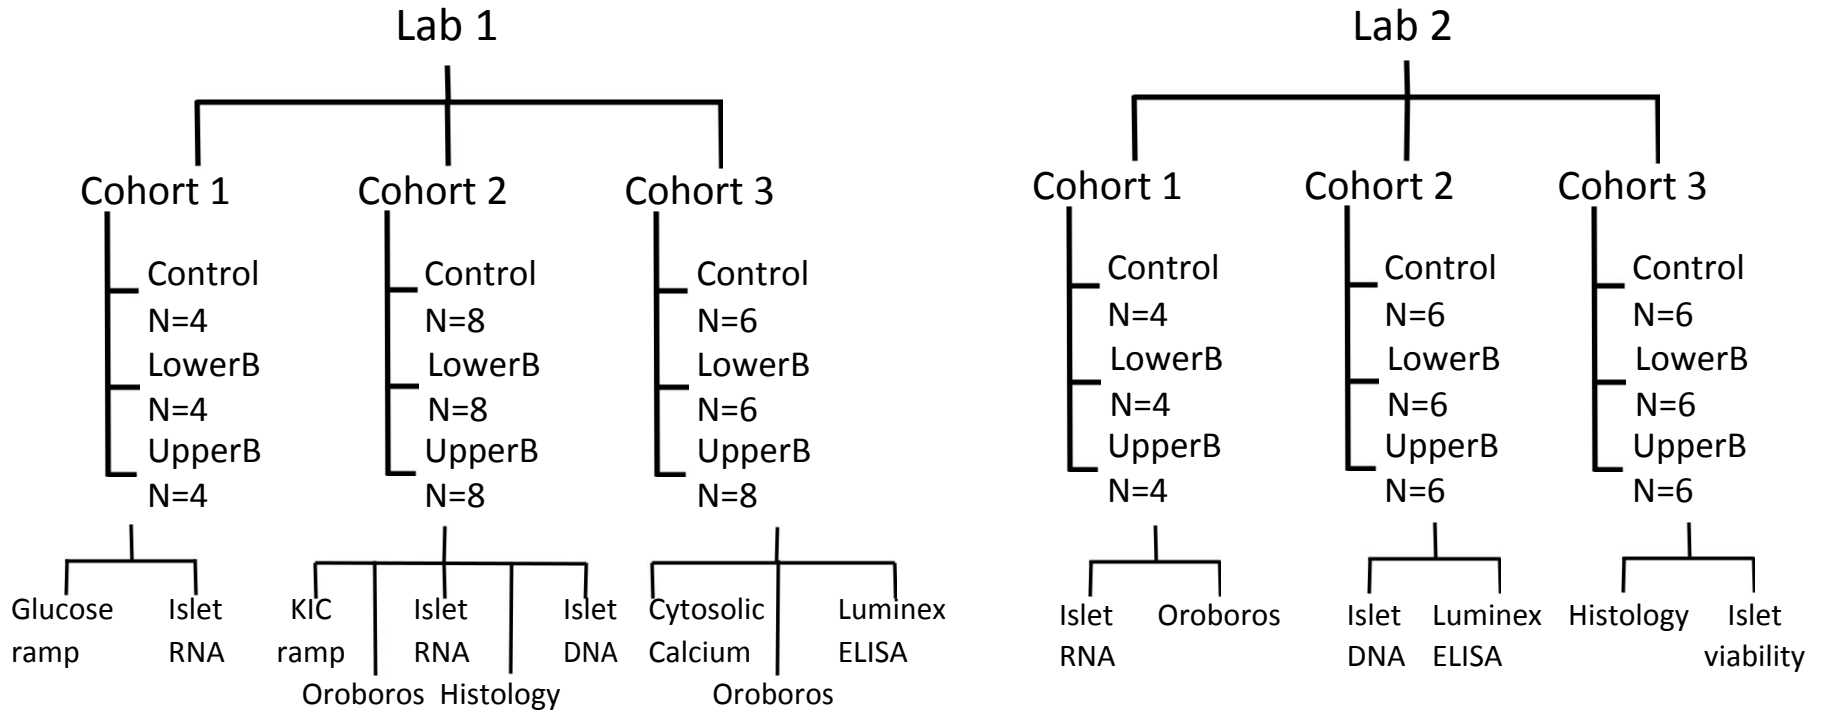 Lab 1
Cohort 1
Control
N=4
LowerB
N=4
UpperB
N=4
Glucose
ramp
Islet
RNA
Cohort 2
Control
N=8
LowerB
N=8
UpperB
N=8
KIC
ramp
Oroboros
Islet
RNA
Histology
Islet
DNA
Cohort 3
Control
N=6
LowerB
N=6
UpperB
N=8
Cytosolic
Calcium
Oroboros
Luminex
ELISA
Lab 2
Cohort 1
Control
N=4
LowerB
N=4
UpperB
N=4
Islet
RNA
Oroboros
Cohort 2
Control
N=6
LowerB
N=6
UpperB
N=6
Islet
DNA
Luminex
ELISA
Cohort 3
Control
N=6
LowerB
N=6
UpperB
N=6
Histology
Islet
viability